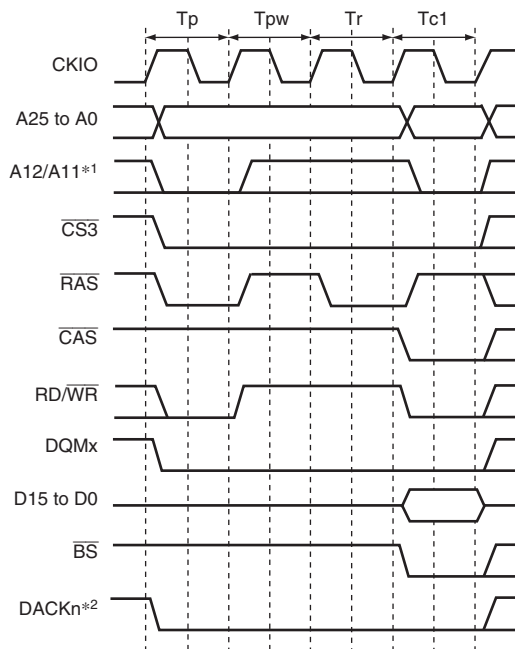 Tp Tpw Tr Tc1
CKIO
A25 to A0
A12/A11*1
CS3
RAS
CAS
RD/WR
DQMx
D15 to D0
BS
DACKn*2